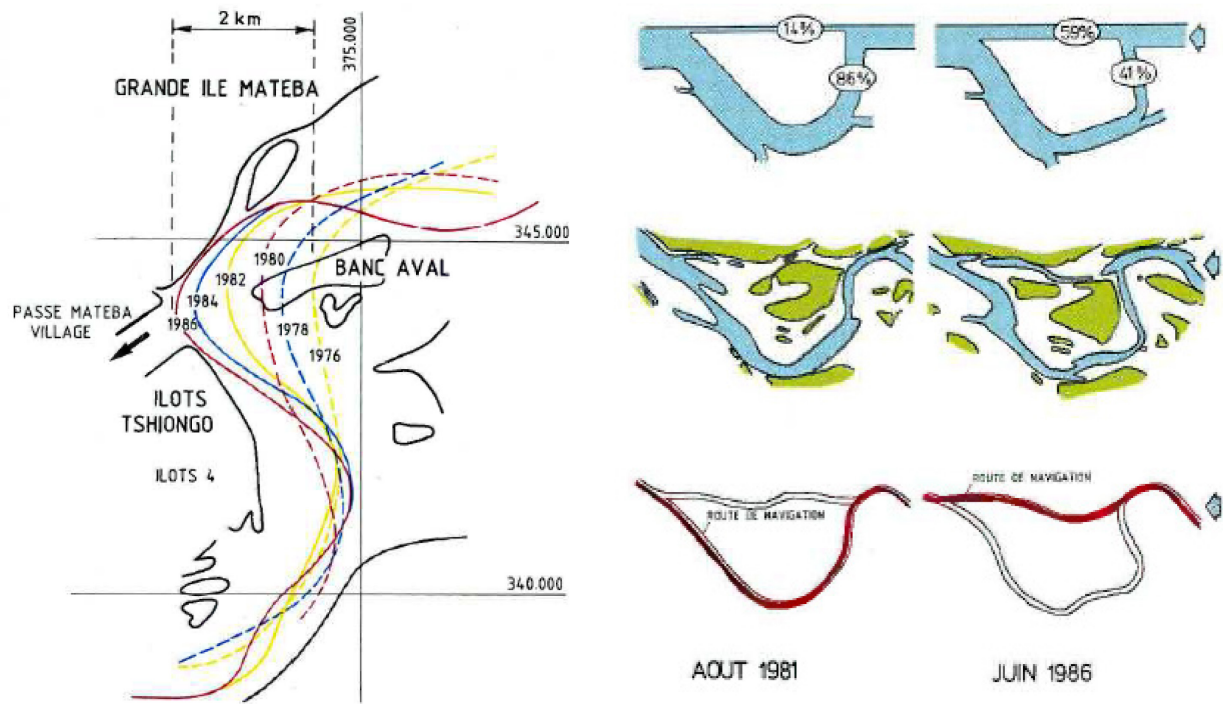 2 km
375.000
GRANDE ILE MATEBA
345.000
1980
BANC AVAL
1982
1984
PASSE MATEBA
VILLAGE
1986
1978
1976
ILOTS
TSHIONGO
ILOTS 4
340.000
14%
86%
59%
41%
ROUTE DE NAVIGATION
ROUTE DE NAVIGATION
AOUT 1981
JUIN 1986